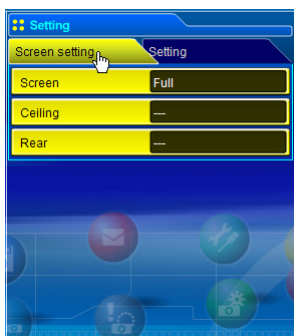 Setting
Screen setting Setting
Screen Full
Ceiling ---
Rear ---